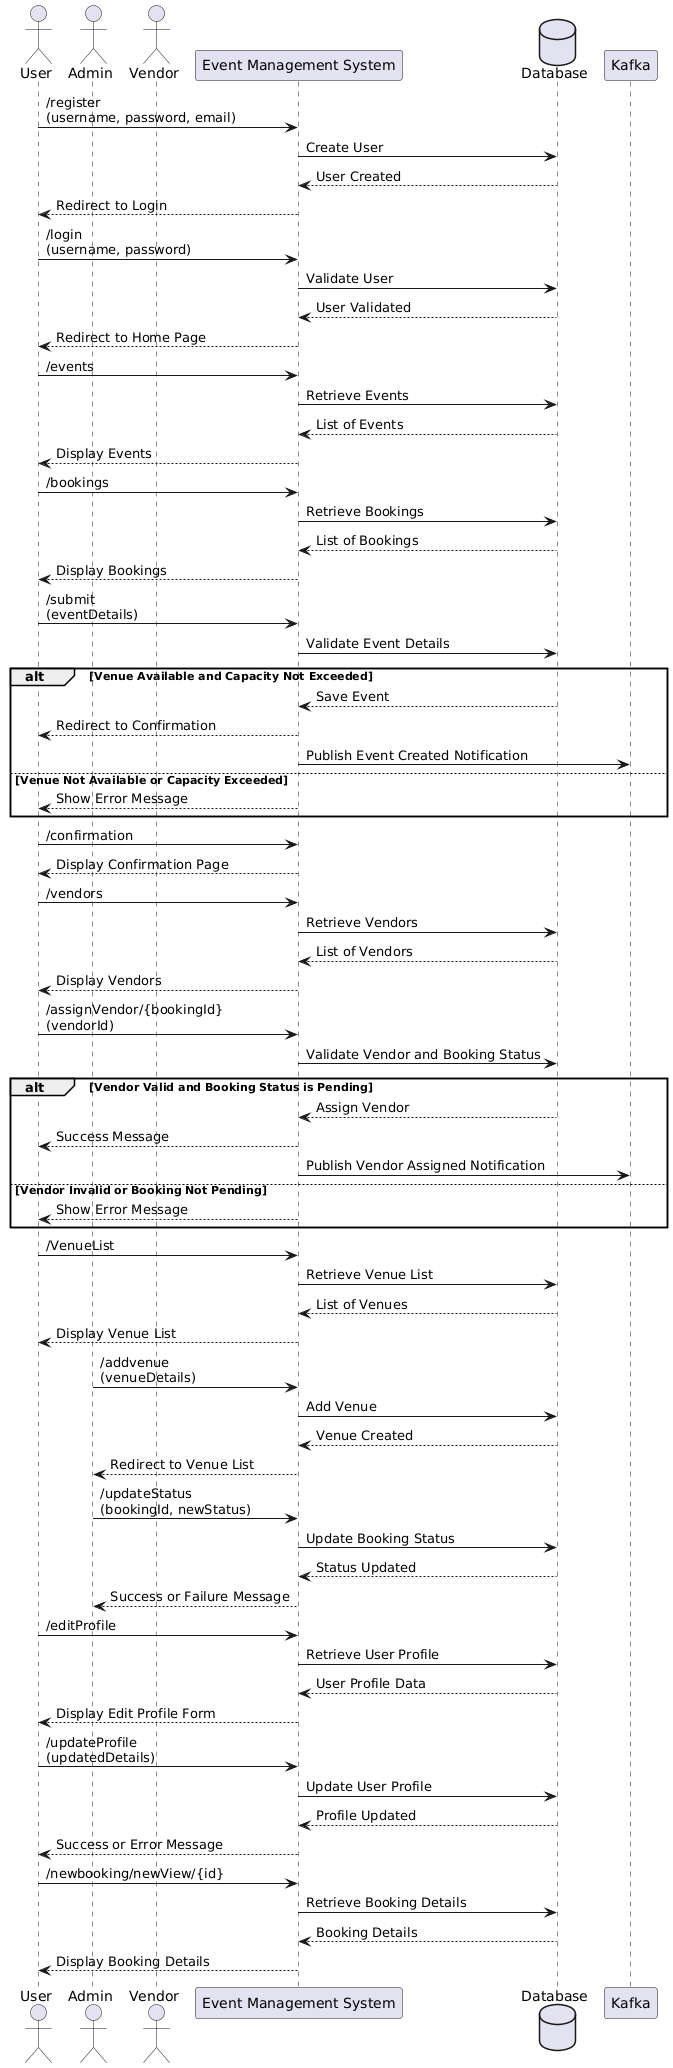 User
Admin
Vendor
Event Management System
Database
Kafka
/register
(username, password, email)
Create User
User Created
Redirect to Login
/login
(username, password)
Validate User
User Validated
Redirect to Home Page
/events
Retrieve Events
List of Events
Display Events
/bookings
Retrieve Bookings
List of Bookings
Display Bookings
/submit
(eventDetails)
Validate Event Details
alt [Venue Available and Capacity Not Exceeded]
Save Event
Redirect to Confirmation
Publish Event Created Notification
[Venue Not Available or Capacity Exceeded]
Show Error Message
/confirmation
Display Confirmation Page
/vendors
Retrieve Vendors
List of Vendors
Display Vendors
/assignVendor/{bookingId}
(vendorId)
Validate Vendor and Booking Status
alt [Vendor Valid and Booking Status is Pending]
Assign Vendor
Success Message
Publish Vendor Assigned Notification
[Vendor Invalid or Booking Not Pending]
Show Error Message
/VenueList
Retrieve Venue List
List of Venues
Display Venue List
/addvenue
(venueDetails)
Add Venue
Venue Created
Redirect to Venue List
/updateStatus
(bookingId, newStatus)
Update Booking Status
Status Updated
Success or Failure Message
/editProfile
Retrieve User Profile
User Profile Data
Display Edit Profile Form
/updateProfile
(updatedDetails)
Update User Profile
Profile Updated
Success or Error Message
/newbooking/newView/{id}
Retrieve Booking Details
Booking Details
Display Booking Details
User
Admin
Vendor
Event Management System
Database
Kafka